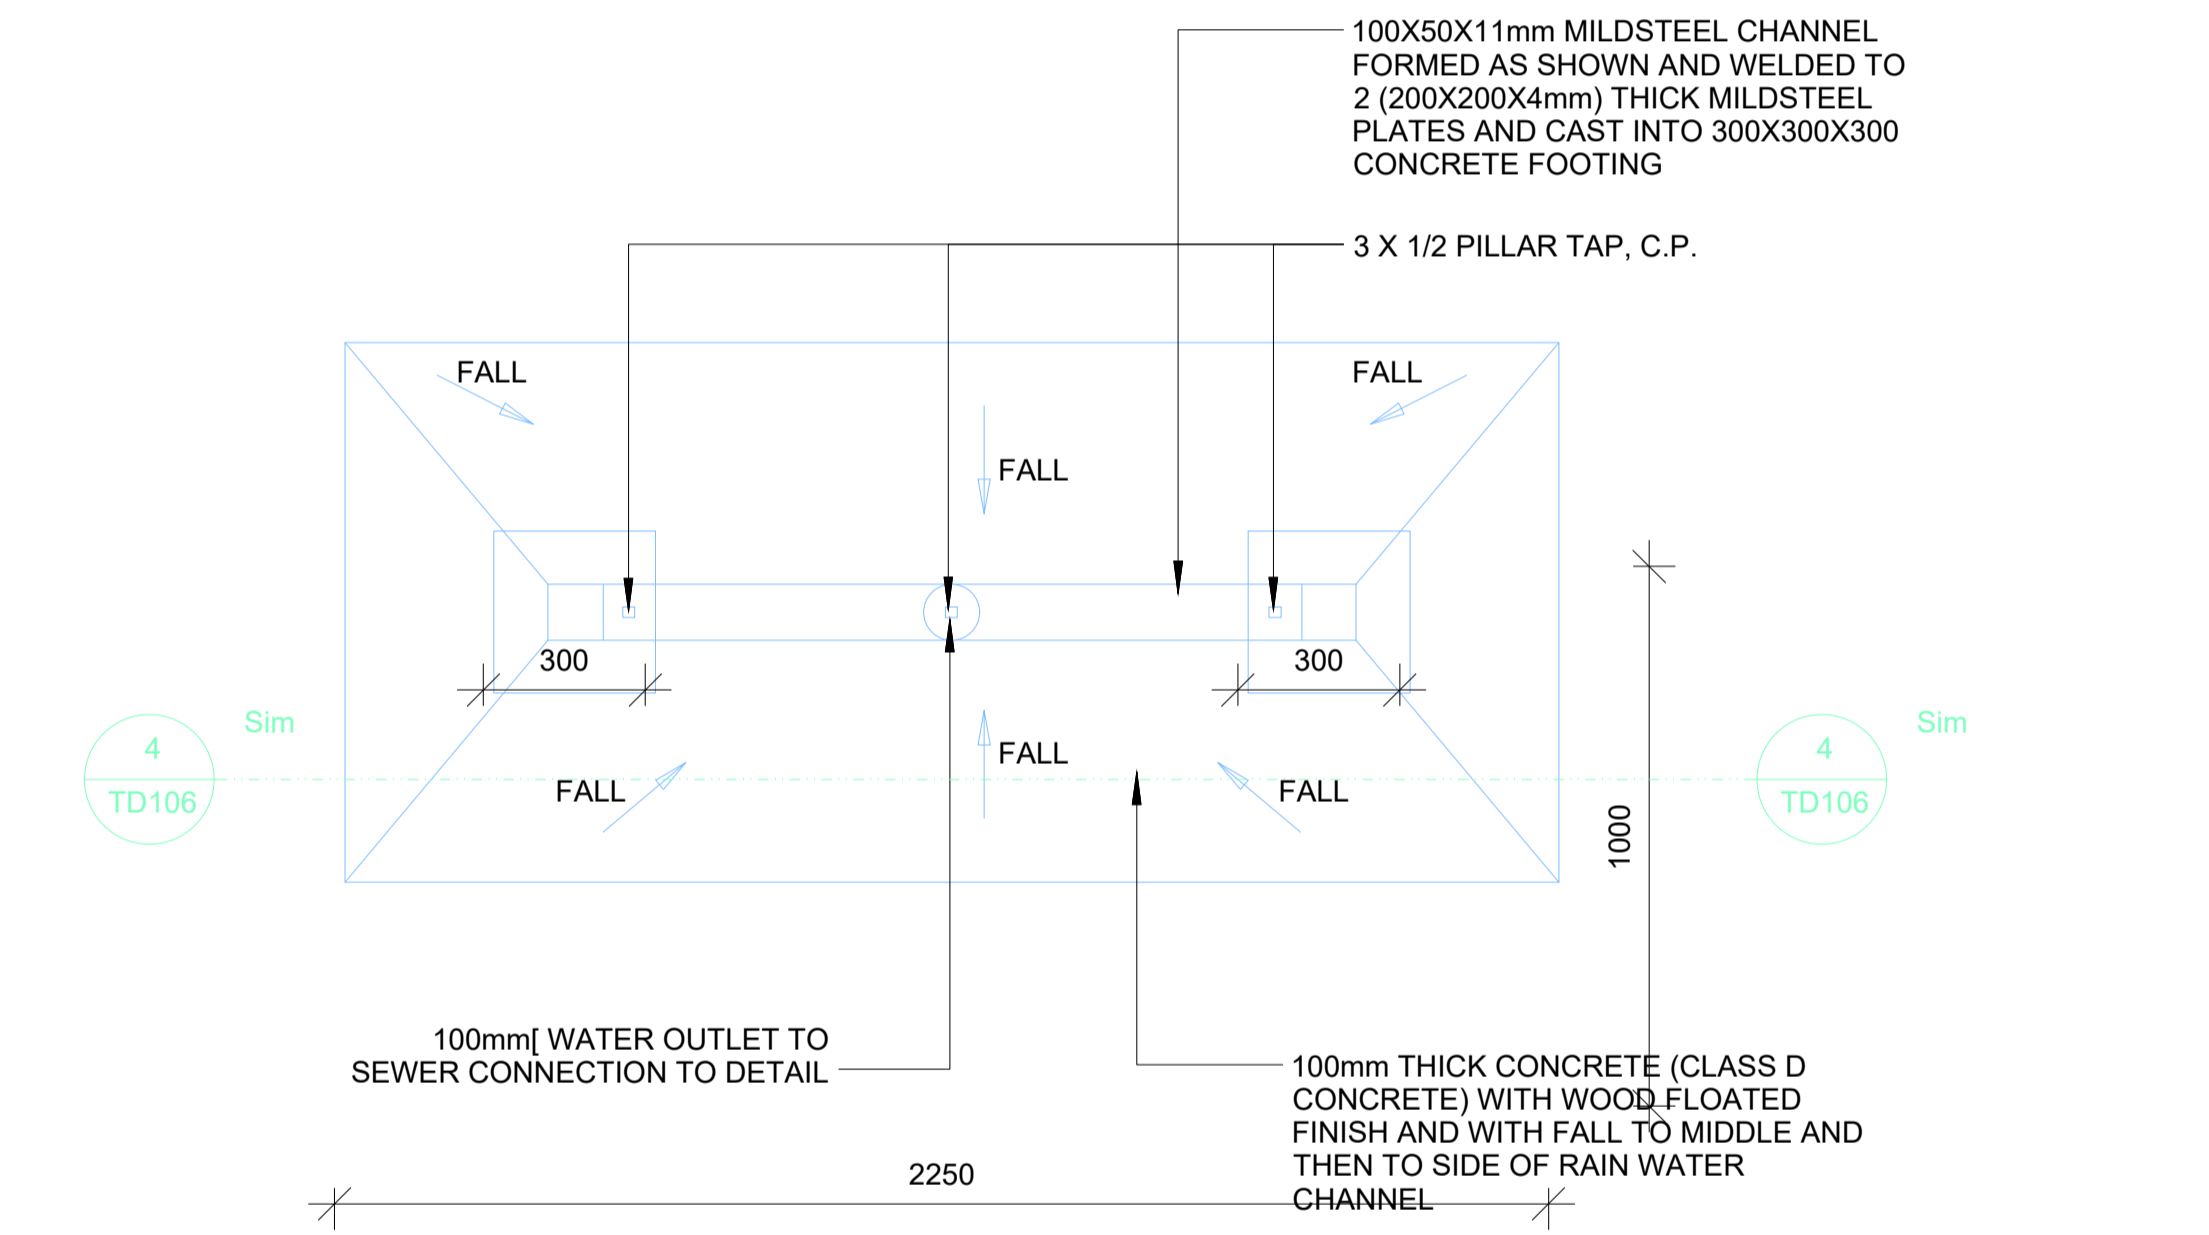 100X50X11mm MILDSTEEL CHANNEL
FORMED AS SHOWN AND WELDED TO
2 (200X200X4mm) THICK MILDSTEEL
PLATES AND CAST INTO 300X300X300
CONCRETE FOOTING
3 X 1/2 PILLAR TAP, C.P.
FALL
FALL
FALL
300
300
Sim
Sim
4
TD106
4
TD106
FALL
FALL
FALL
1000
100mm[ WATER OUTLET TO
SEWER CONNECTION TO DETAIL
100mm THICK CONCRETE (CLASS D
CONCRETE) WITH WOOD FLOATED
FINISH AND WITH FALL TO MIDDLE AND
THEN TO SIDE OF RAIN WATER
CHANNEL
2250